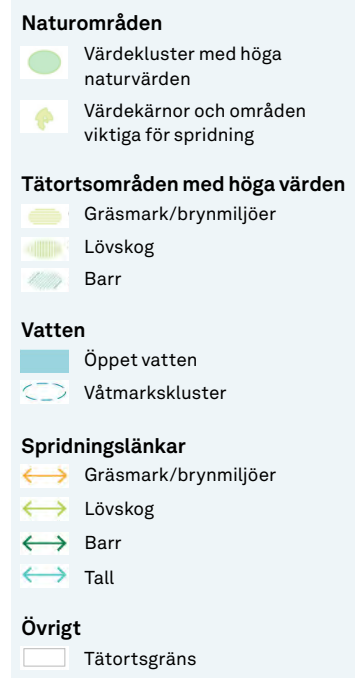 Naturområden
Värdekluster med höga
naturvärden
Värdekärnor och områden
viktiga för spridning
Tätortsområden med höga värden
Gräsmark/brynmiljöer
Lövskog
Barr
Vatten
Öppet vatten
Våtmarkskluster
Spridningslänkar
Gräsmark/brynmiljöer
Lövskog
Barr
Tall
Övrigt
Tätortsgräns